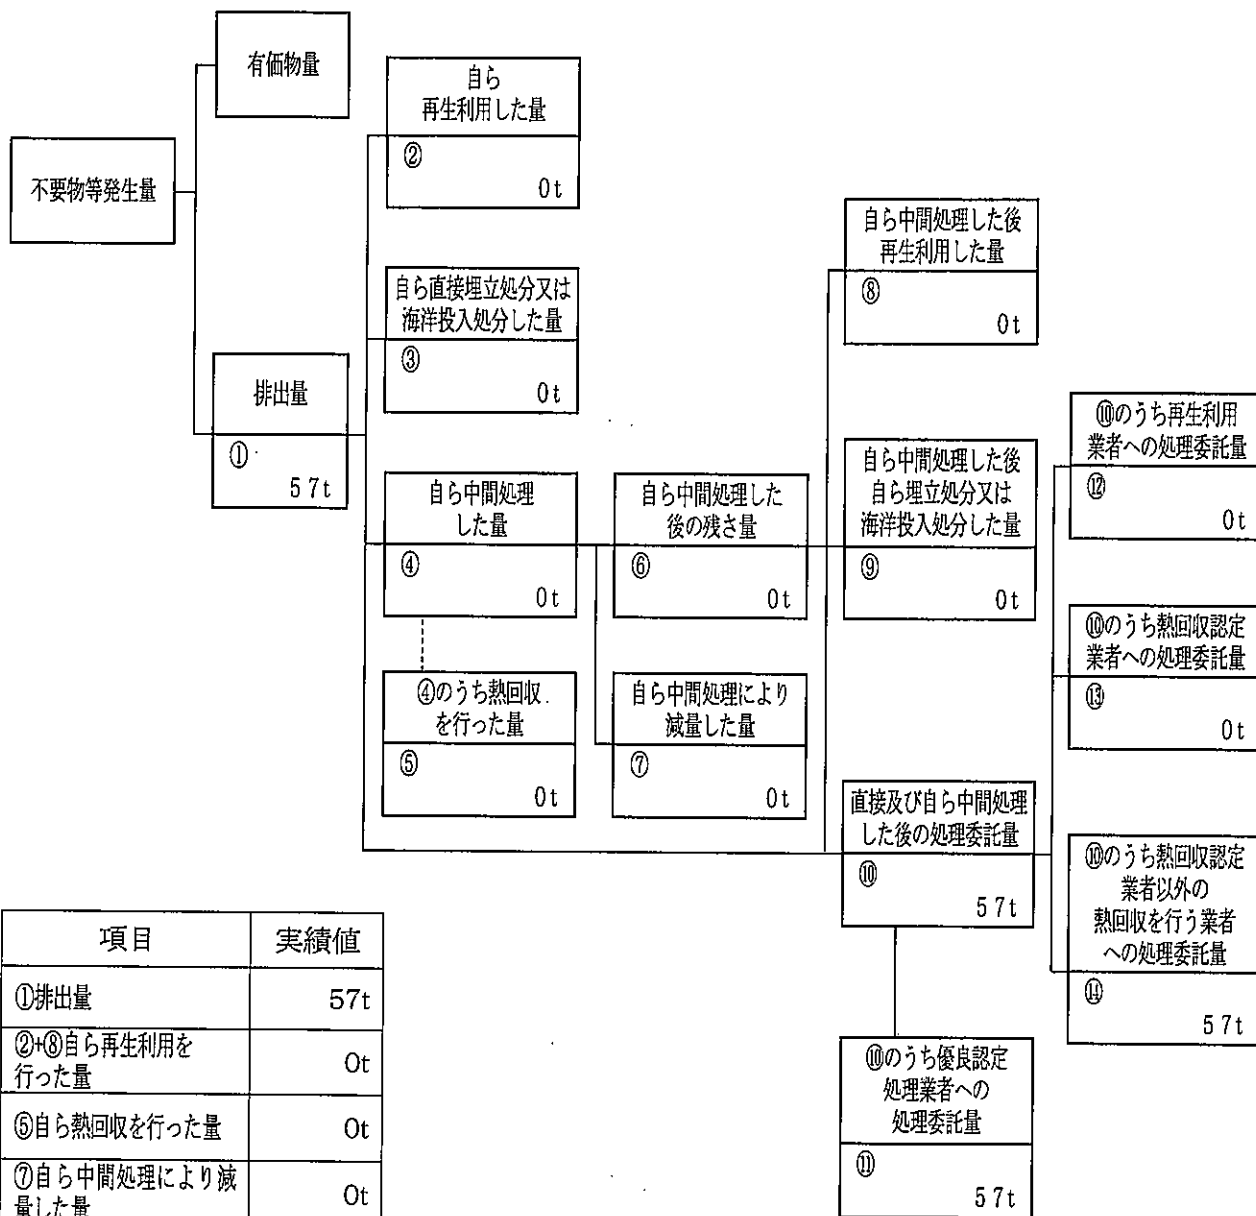 有価物量
不要物等発生量
排出量
①
57t
自ら
再生利用した量
②
0t
自ら直接埋立処分又は
海洋投入処分した量
③
0t
自ら中間処理
した量
④
0t
④のうち熱回収
を行った量
⑤
0t
自ら中間処理した
後の残さ量
⑥
0t
自ら中間処理により
減量した量
⑦
0t
自ら中間処理した後
再生利用した量
⑧
0t
自ら中間処理した後
自ら埋立処分又は
海洋投入処分した量
⑨
0t
直接及び自ら中間処理
した後の処理委託量
⑩
57t
⑩のうち優良認定
処理業者への
処理委託量
⑪
57t
⑩のうち再生利用
業者への処理委託量
⑫
0t
⑩のうち熱回収認定
業者への処理委託量
⑬
0t
⑩のうち熱回収認定
業者以外の
熱回収を行う業者
への処理委託量
⑭
57t
項目 実績値
①排出量 57t
②+⑧自ら再生利用を
行った量 0t
⑤自ら熱回収を行った量 0t
⑦自ら中間処理により減
量した量 0t